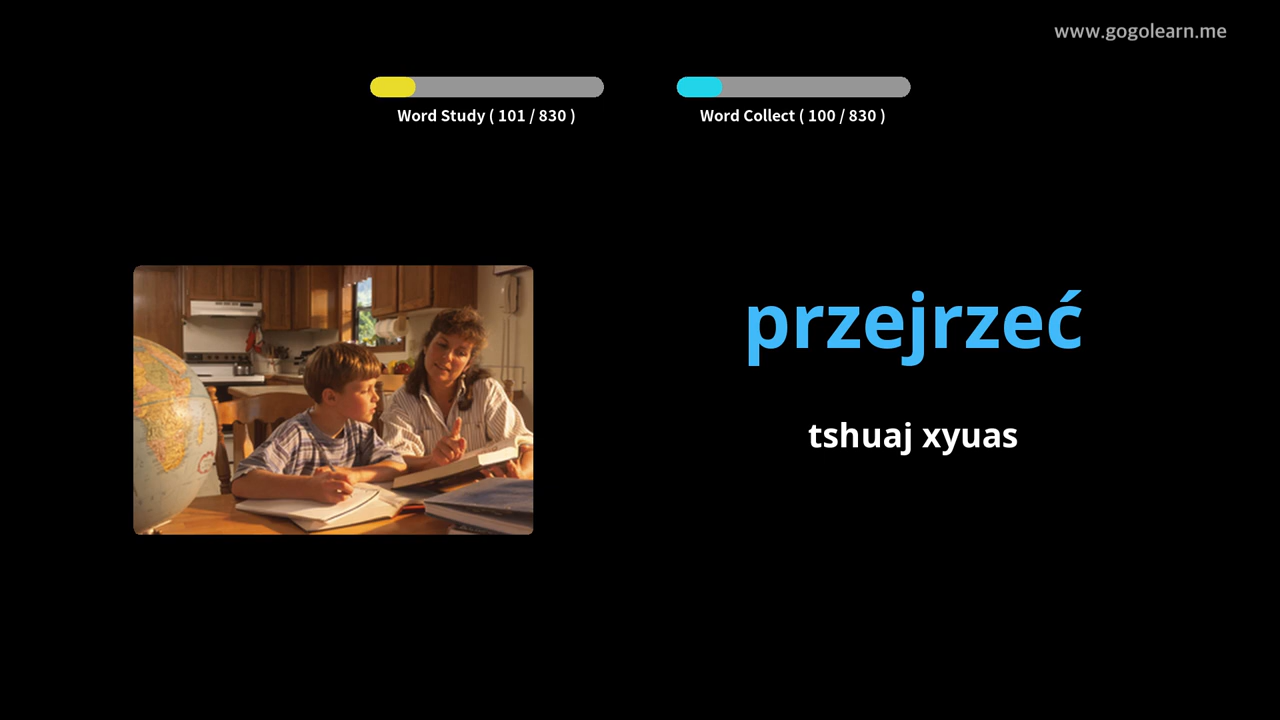 www.gogolearn.me
Word Study ( 101 / 830 )
Word Collect ( 100 / 830 )
przejrzeć
tshuaj xyuas